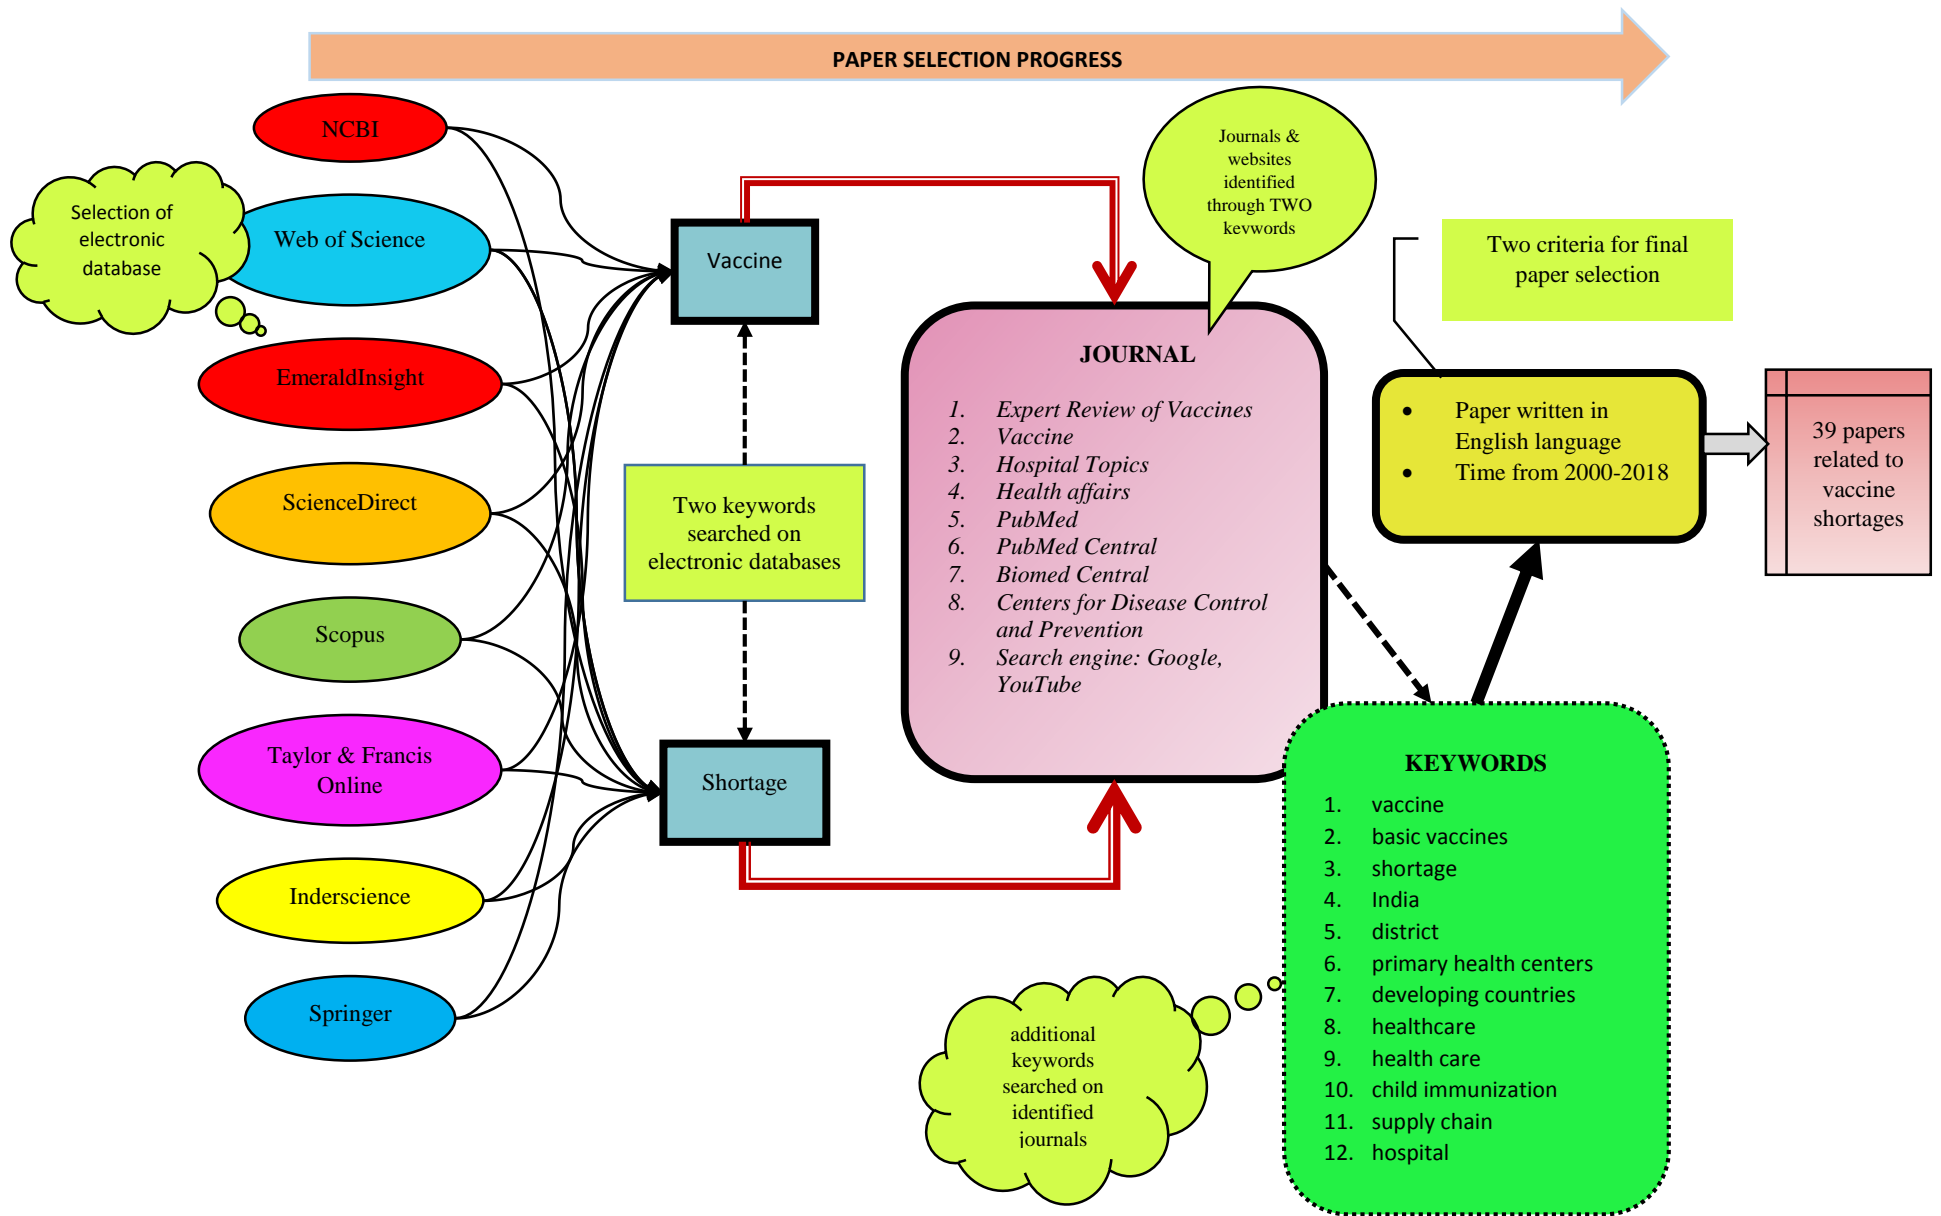 PAPER SELECTION PROGRESS
NCBI
Web of Science
EmeraldInsight
ScienceDirect
Scopus
Taylor & Francis
Online
Inderscience
Springer
Selection of
electronic
database
Vaccine
Two keywords
searched on
electronic databases
Shortage
Journals &
websites
identified
through TWO
keywords
JOURNAL
1. Expert Review of Vaccines
2. Vaccine
3. Hospital Topics
4. Health affairs
5. PubMed
6. PubMed Central
7. Biomed Central
8. Centers for Disease Control
and Prevention
9. Search engine: Google,
YouTube
additional
keywords
searched on
identified
journals
KEYWORDS
1. vaccine
2. basic vaccines
3. shortage
4. India
5. district
6. primary health centers
7. developing countries
8. healthcare
9. health care
10. child immunization
11. supply chain
12. hospital
Two criteria for final
paper selection
• Paper written in
English language
• Time from 2000-2018
39 papers
related to
vaccine
shortages